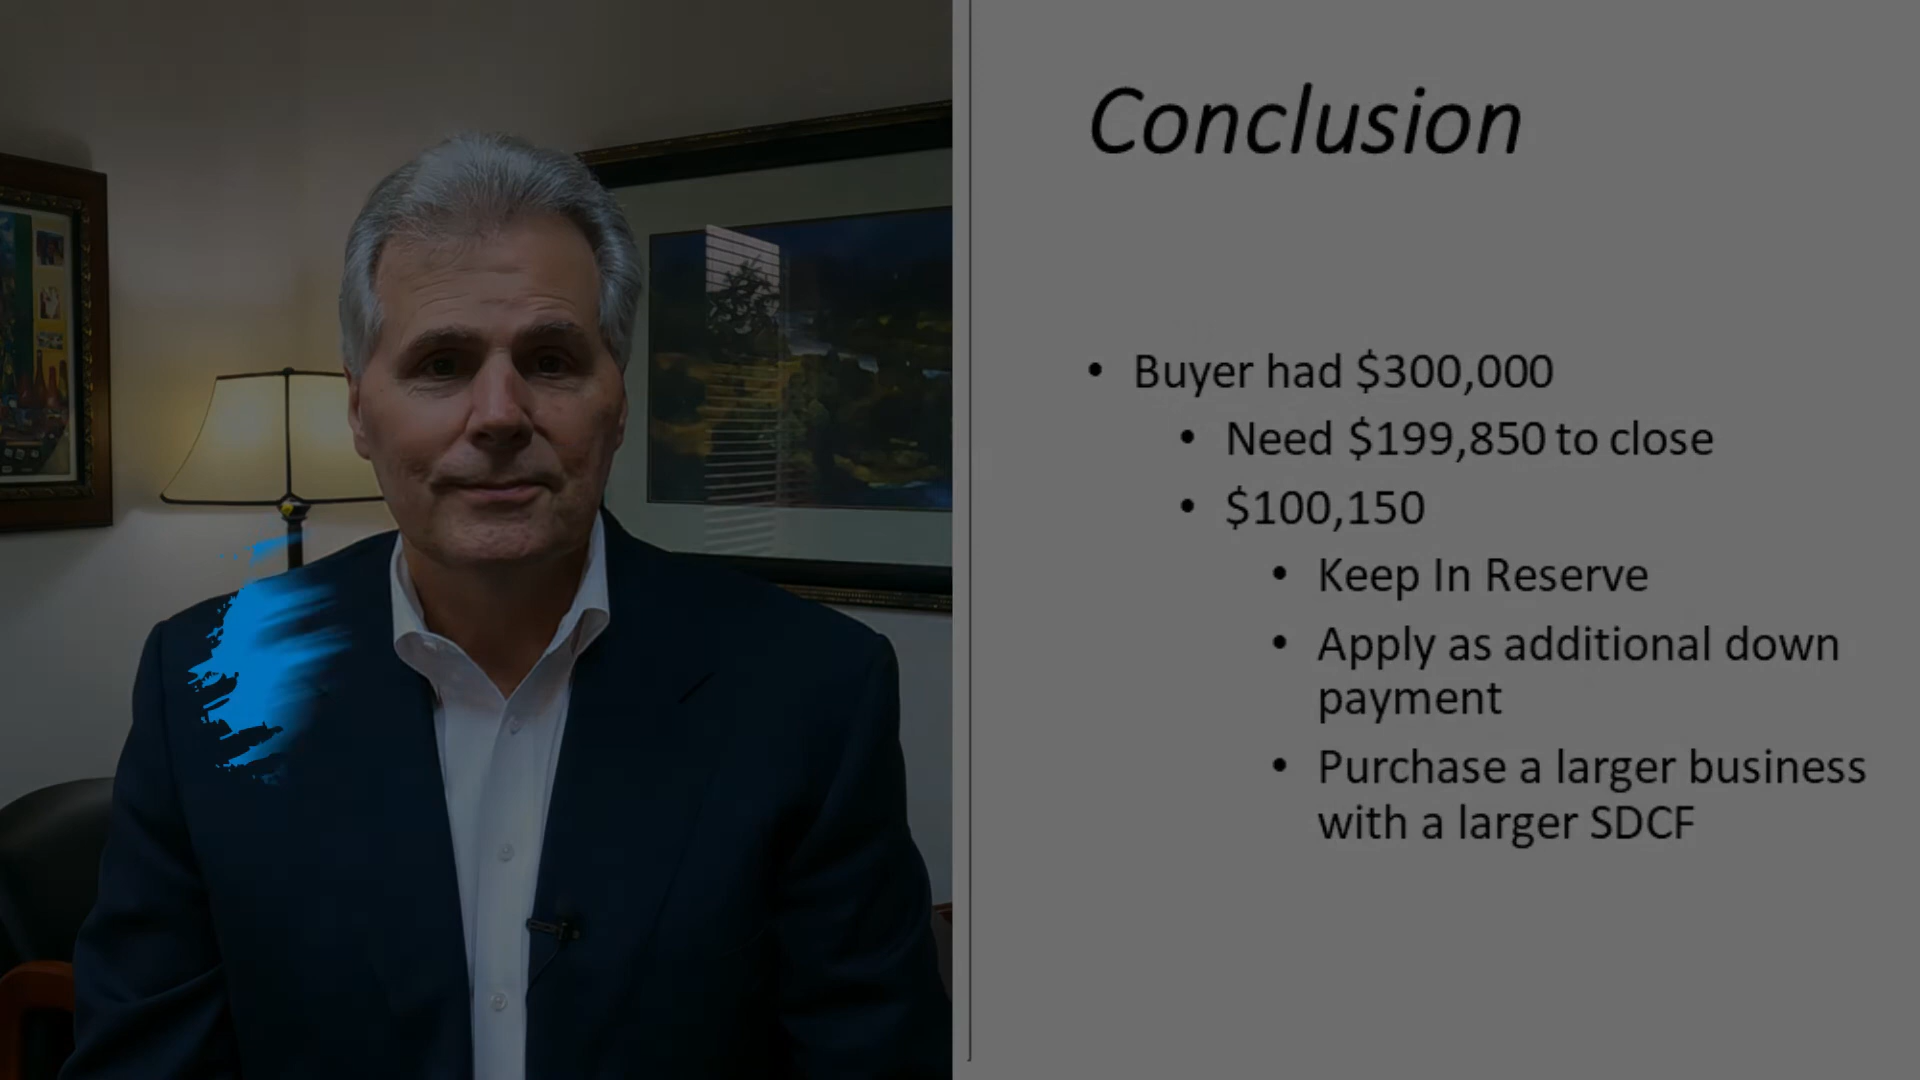 Conclusion
• Buyer had $300,000
• Need $199,850 to close
• $100,150
• Keep In Reserve
• Apply as additional down
payment
• Purchase a larger business
with a larger SDCF